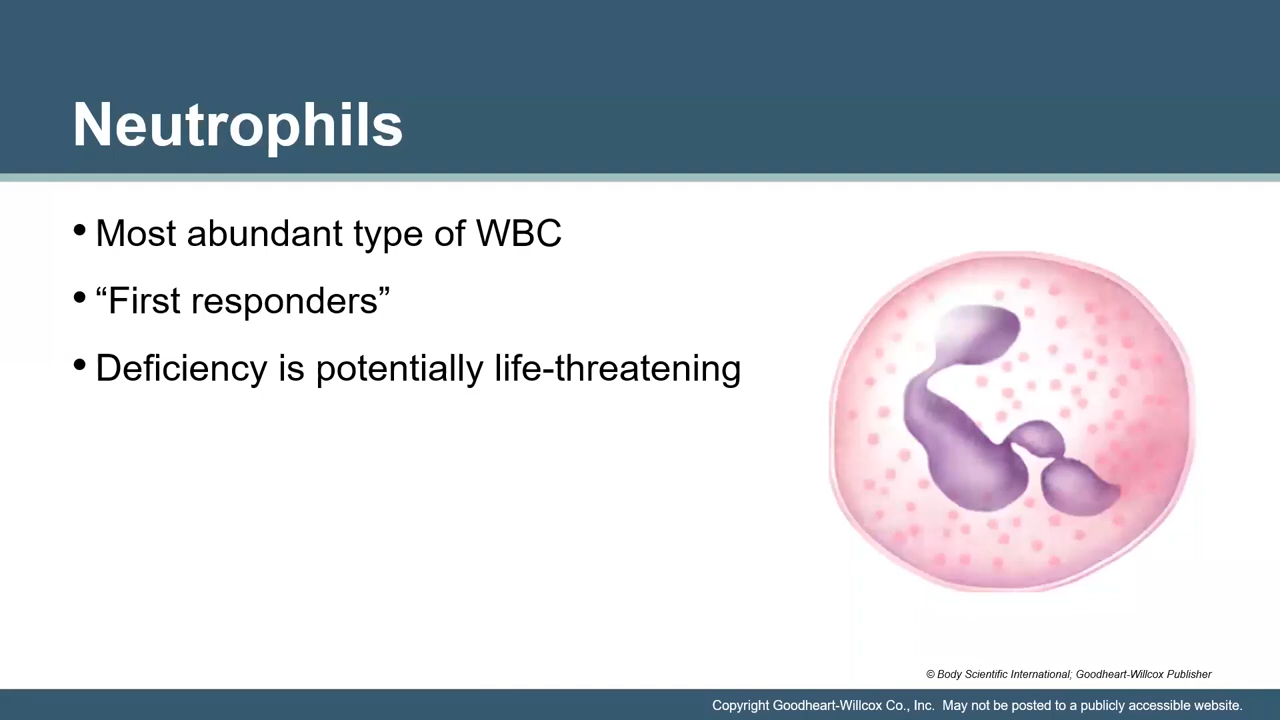 Neutrophils
• Most abundant type of WBC
• “First responders”
• Deficiency is potentially life-threatening
© Body Scientific International; Goodheart-Willcox Publisher
Copyright Goodheart-Willcox Co., Inc.  May not be posted to a publicly accessible website.